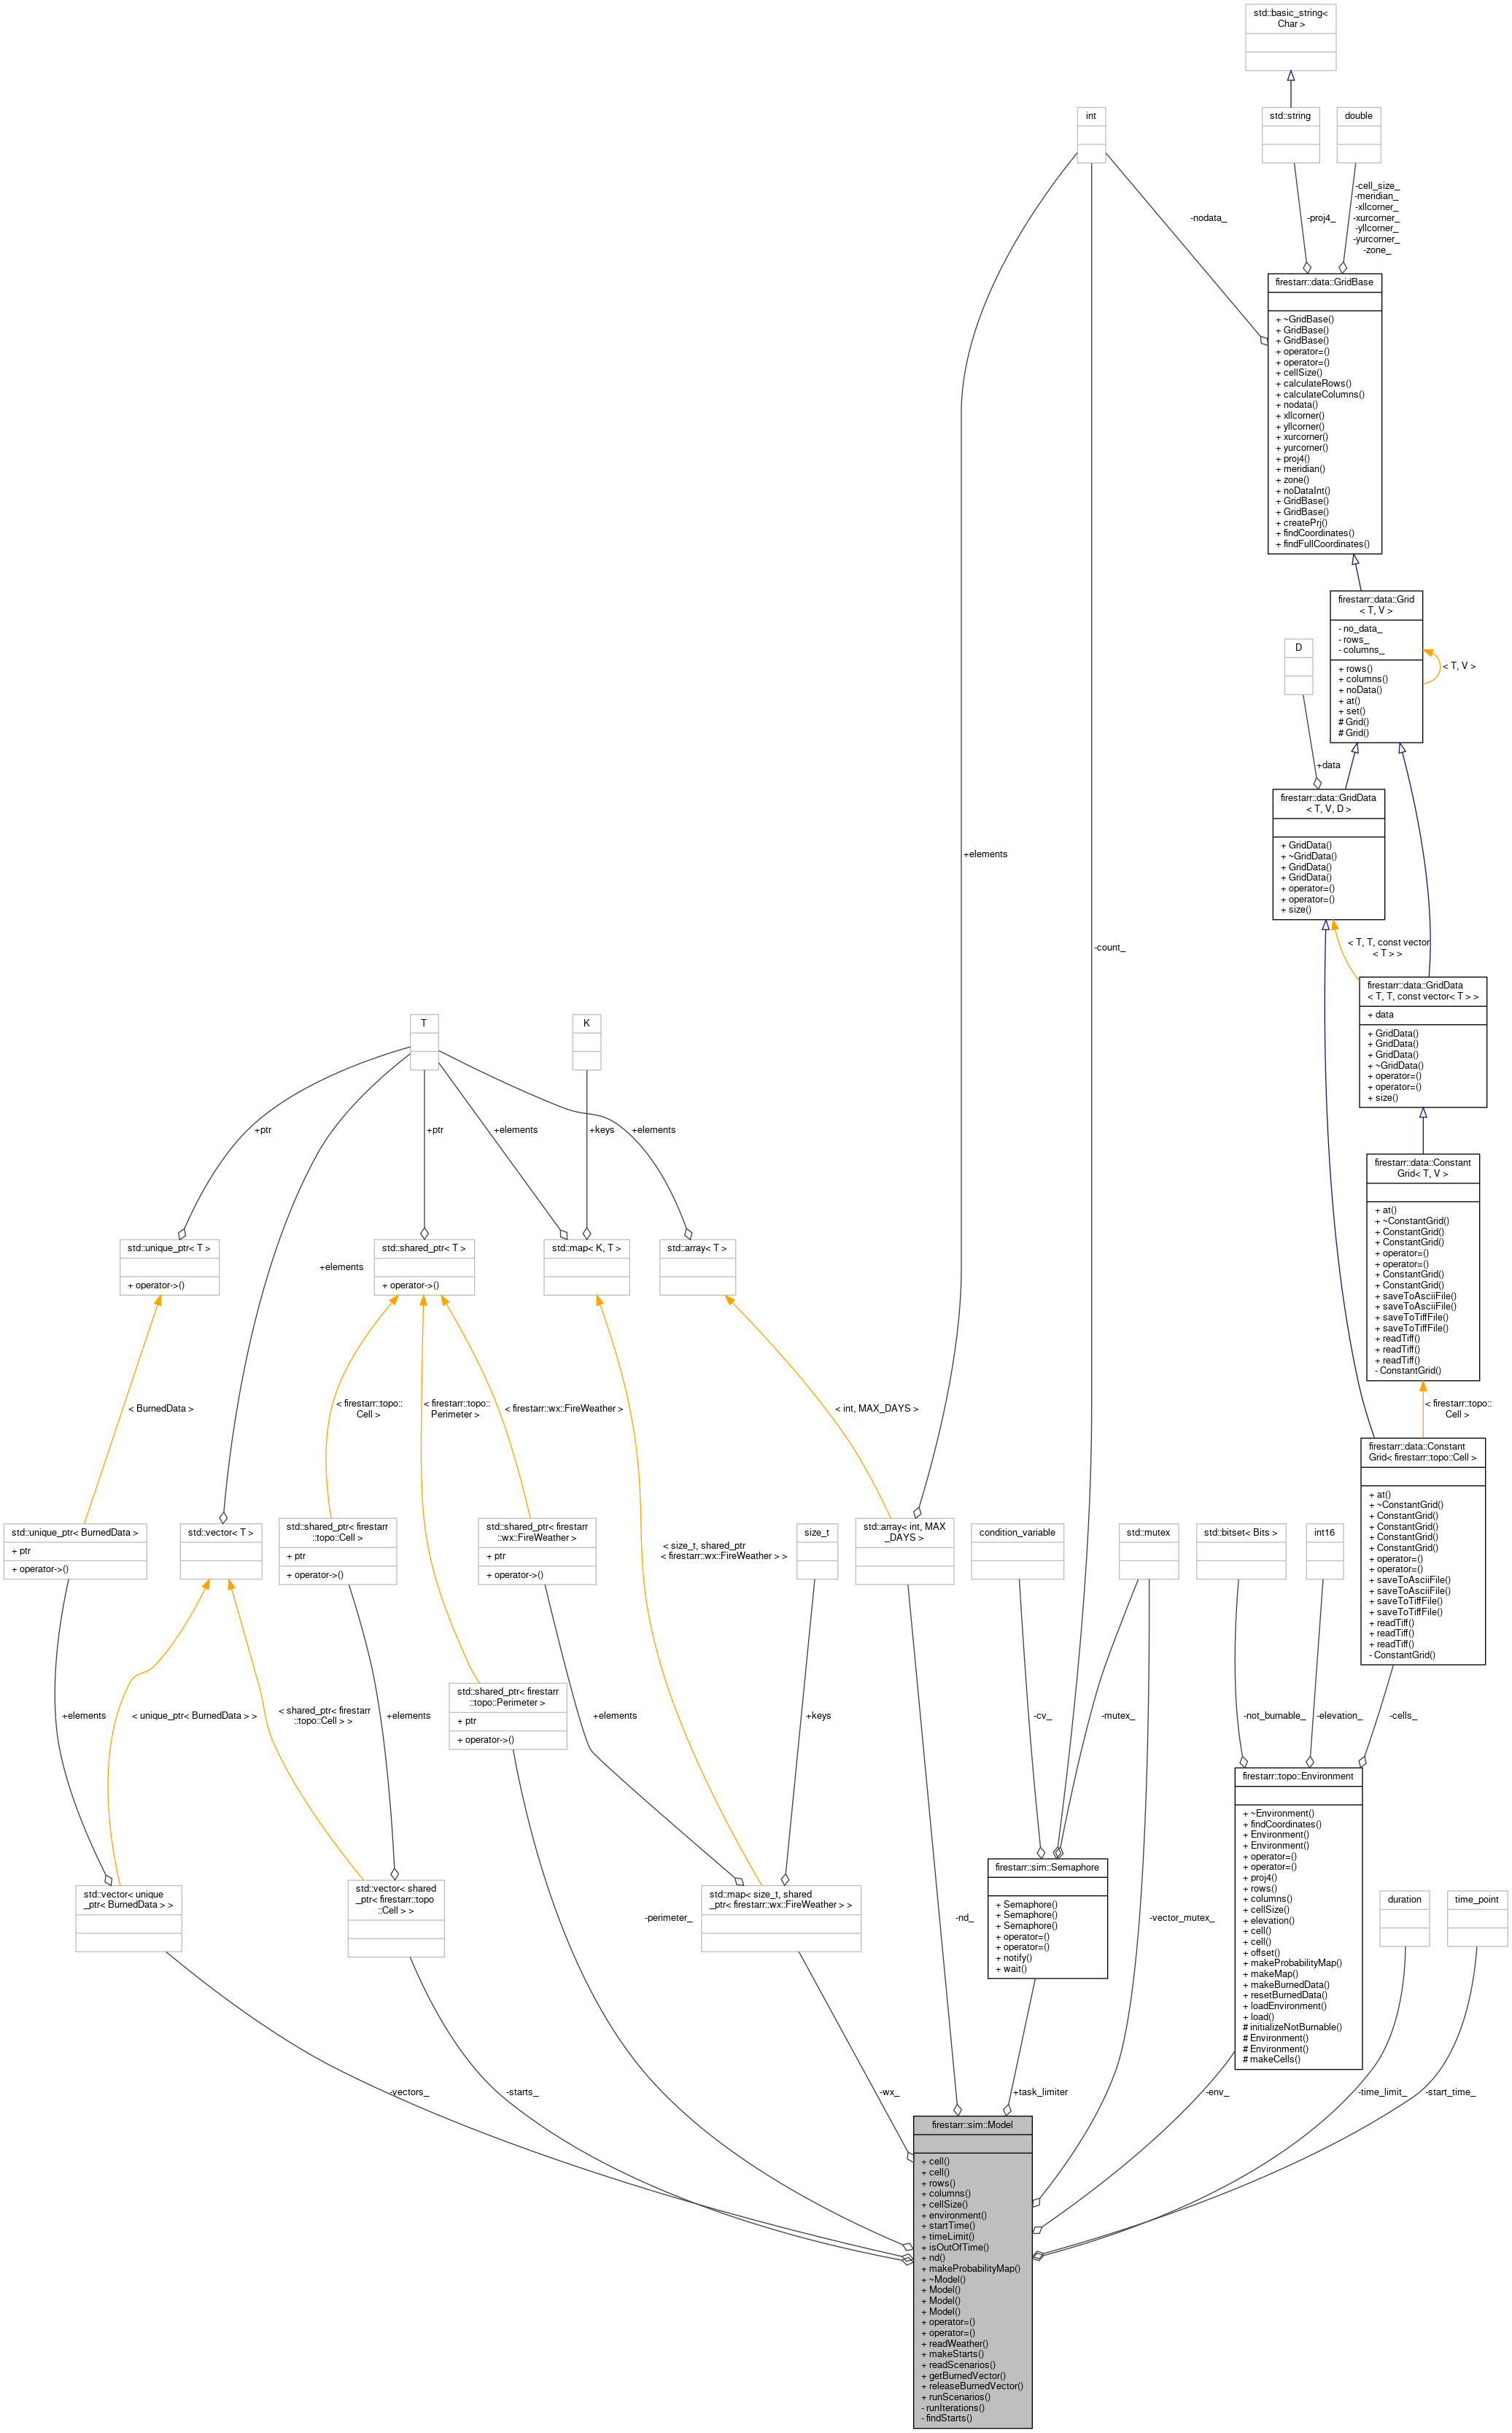 std::basic_string<
Char >
int
std::string
double
-cell_size_
-meridian_
-xllcorner_
-xurcorner_
-yllcorner_
-yurcorner_
-zone_
-nodata_
-proj4_
firestarr::data::GridBase
+ ~GridBase()
+ GridBase()
+ GridBase()
+ operator=()
+ operator=()
+ cellSize()
+ calculateRows()
+ calculateColumns()
+ nodata()
+ xllcorner()
+ yllcorner()
+ xurcorner()
+ yurcorner()
+ proj4()
+ meridian()
+ zone()
+ noDataInt()
+ GridBase()
+ GridBase()
+ createPrj()
+ findCoordinates()
+ findFullCoordinates()
firestarr::data::Grid
< T, V >
- no_data_
- rows_
- columns_
+ rows()
+ columns()
+ noData()
+ at()
+ set()
# Grid()
# Grid()
< T, V >
D
+data
firestarr::data::GridData
< T, V, D >
+ GridData()
+ ~GridData()
+ GridData()
+ GridData()
+ operator=()
+ operator=()
+ size()
+elements
-count_
< T, T, const vector
< T > >
firestarr::data::GridData
< T, T, const vector< T > >
+ data
+ GridData()
+ GridData()
+ GridData()
+ ~GridData()
+ operator=()
+ operator=()
+ size()
T
K
+ptr
+ptr
+elements
+keys
+elements
firestarr::data::Constant
Grid< T, V >
+ at()
+ ~ConstantGrid()
+ ConstantGrid()
+ ConstantGrid()
+ operator=()
+ operator=()
+ ConstantGrid()
+ ConstantGrid()
+ saveToAsciiFile()
+ saveToAsciiFile()
+ saveToTiffFile()
+ saveToTiffFile()
+ readTiff()
+ readTiff()
+ readTiff()
- ConstantGrid()
std::unique_ptr< T >
+ operator->()
+elements
std::shared_ptr< T >
+ operator->()
std::map< K, T >
std::array< T >
< BurnedData >
< firestarr::topo::
Cell >
< firestarr::topo::
Perimeter >
< firestarr::wx::FireWeather >
< int, MAX_DAYS >
< firestarr::topo::
Cell >
firestarr::data::Constant
Grid< firestarr::topo::Cell >
+ at()
+ ~ConstantGrid()
+ ConstantGrid()
+ ConstantGrid()
+ ConstantGrid()
+ ConstantGrid()
+ operator=()
+ operator=()
+ saveToAsciiFile()
+ saveToAsciiFile()
+ saveToTiffFile()
+ saveToTiffFile()
+ readTiff()
+ readTiff()
+ readTiff()
- ConstantGrid()
std::unique_ptr< BurnedData >
+ ptr
+ operator->()
std::vector< T >
std::shared_ptr< firestarr
::topo::Cell >
+ ptr
+ operator->()
std::shared_ptr< firestarr
::wx::FireWeather >
+ ptr
+ operator->()
< size_t, shared_ptr
< firestarr::wx::FireWeather > >
size_t
std::array< int, MAX
_DAYS >
condition_variable
std::mutex
std::bitset< Bits >
int16
std::shared_ptr< firestarr
::topo::Perimeter >
+ ptr
+ operator->()
+elements
< unique_ptr< BurnedData > >
< shared_ptr< firestarr
::topo::Cell > >
+elements
+elements
+keys
-cv_
-mutex_
-not_burnable_
-elevation_
-cells_
firestarr::topo::Environment
+ ~Environment()
+ findCoordinates()
+ Environment()
+ Environment()
+ operator=()
+ operator=()
+ proj4()
+ rows()
+ columns()
+ cellSize()
+ elevation()
+ cell()
+ cell()
+ offset()
+ makeProbabilityMap()
+ makeMap()
+ makeBurnedData()
+ resetBurnedData()
+ loadEnvironment()
+ load()
# initializeNotBurnable()
# Environment()
# Environment()
# makeCells()
std::vector< unique
_ptr< BurnedData > >
std::vector< shared
_ptr< firestarr::topo
::Cell > >
-perimeter_
std::map< size_t, shared
_ptr< firestarr::wx::FireWeather > >
-nd_
firestarr::sim::Semaphore
+ Semaphore()
+ Semaphore()
+ Semaphore()
+ operator=()
+ operator=()
+ notify()
+ wait()
-vector_mutex_
duration
time_point
-vectors_
-starts_
-wx_
+task_limiter
-env_
-time_limit_
-start_time_
firestarr::sim::Model
+ cell()
+ cell()
+ rows()
+ columns()
+ cellSize()
+ environment()
+ startTime()
+ timeLimit()
+ isOutOfTime()
+ nd()
+ makeProbabilityMap()
+ ~Model()
+ Model()
+ Model()
+ Model()
+ operator=()
+ operator=()
+ readWeather()
+ makeStarts()
+ readScenarios()
+ getBurnedVector()
+ releaseBurnedVector()
+ runScenarios()
- runIterations()
- findStarts()